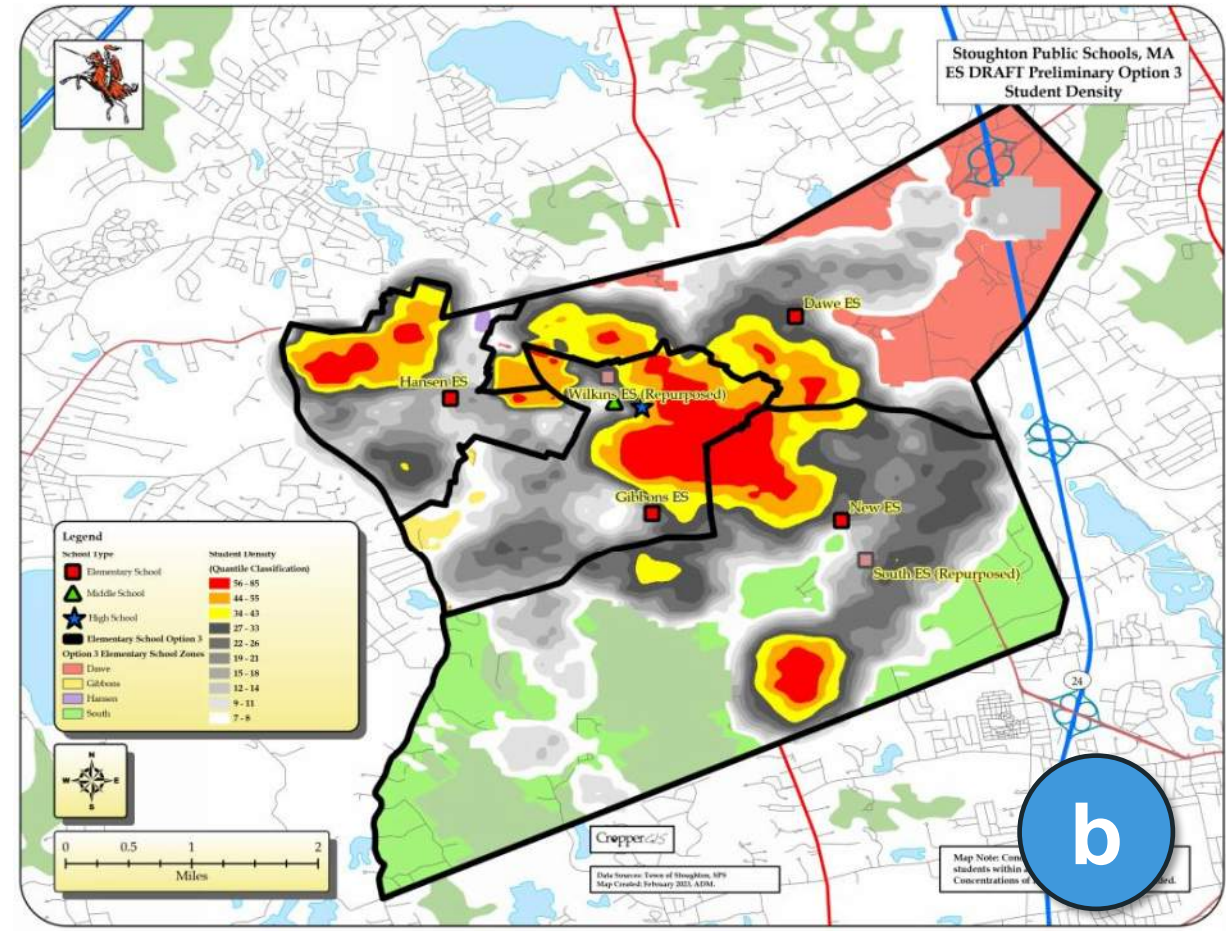 Stoughton Public Schools, MA
ES DRAFT Preliminary Option 3
Student Density
Dawe ES
Hansen ES
Wilkins ES (Repurposed)
Gibbons ES
New ES
South ES (Repurposed)
24
Legend
School Type
Elementary School
Middle School
High School
Elementary School Option 3
Option 3 Elementary School Zones
Dawe
Gibbons
Hansen
South
Student Density
(Quantile Classification)
56 - 85
44 - 55
34 - 43
27 - 33
22 - 26
19 - 21
15 - 18
12 - 14
9 - 11
7 - 8
N
W E
S
0 0.5 1 2
Miles
Cropper GIS
Data Sources: Town of Stoughton, SPS
Map Created: February 2023, ADM.
Map Note:
students within
Concentrations of
b